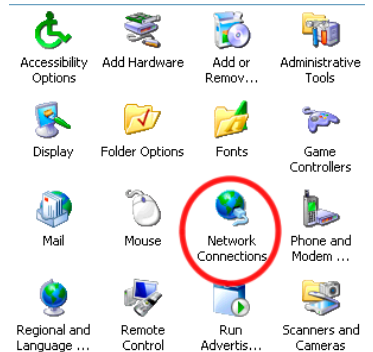 Accessibility Options
Add Hardware
Add or Remov...
Administrative Tools
Display
Folder Options
Fonts
Game Controllers
Mail
Mouse
Network Connections
Phone and Modem ...
Regional and Language ...
Remote Control
Run Advertis...
Scanners and Cameras